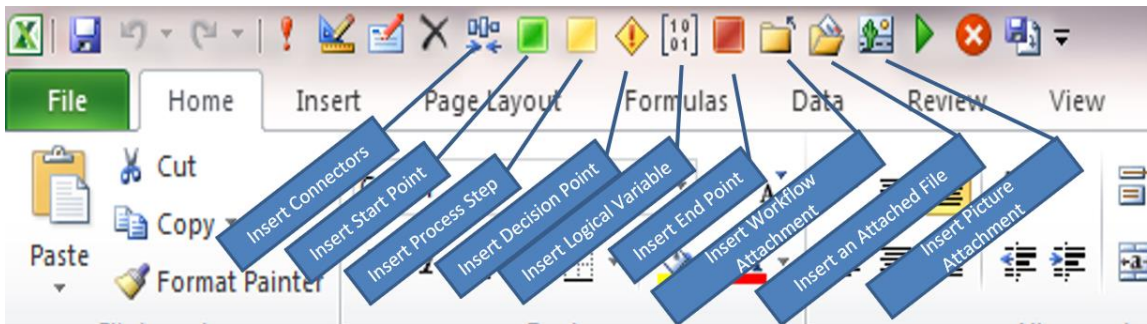 File
Home
Insert
Page Layout
Formulas
Data
Review
View
Paste
Cut
Copy
Format Painter
Insert Connectors
Insert Start Point
Insert Process Step
Insert Decision Point
Insert Logical Variable
Insert End Point
Insert Workflow
Attachment
Insert an Attached File
Insert Picture
Attachment